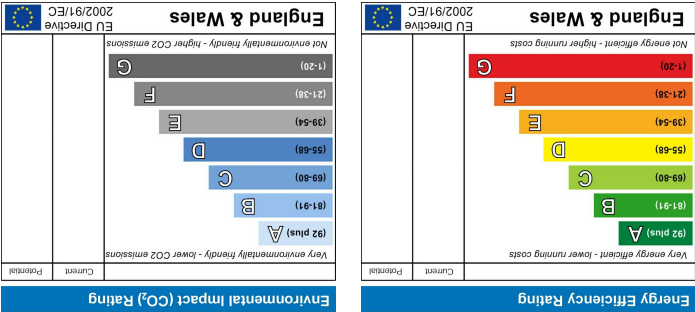 Energy Efficiency Rating
Current Potential
Very energy efficient - lower running costs
(92 plus) A
(81-91) B
(69-80) C
(55-68) D
(39-54) E
(21-38) F
(1-20) G
Not energy efficient - higher running costs
England & Wales
EU Directive
2002/91/EC
Environmental Impact (CO₂) Rating
Current Potential
Very environmentally friendly - lower CO2 emissions
(92 plus) A
(81-91) B
(69-80) C
(55-68) D
(39-54) E
(21-38) F
(1-20) G
Not environmentally friendly - higher CO2 emissions
England & Wales
EU Directive
2002/91/EC